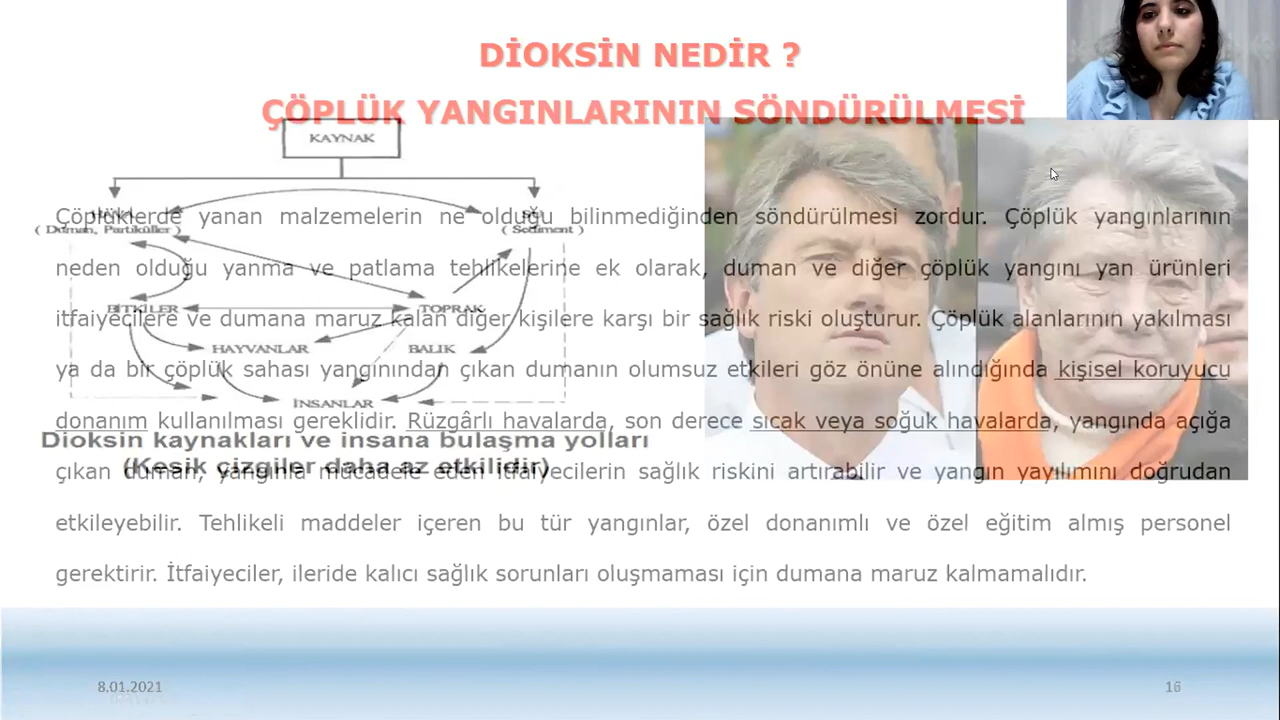 DİOKSİN NEDİR ?
ÇÖPLÜK YANGINLARININ SÖNDÜRÜLMESİ
KAYNAK
Çöplüklerde yanan malzemelerin ne olduğu bilinmediğinden söndürülmesi zordur. Çöplük yangınlarının
( Duman, Partiküller ) ( Sediment )
neden olduğu yanma ve patlama tehlikelerine ek olarak, duman ve diğer çöplük yangını yan ürünleri
BİTKİLER TOPRAK
itfaiyecilere ve dumana maruz kalan diğer kişilere karşı bir sağlık riski oluşturur. Çöplük alanlarının yakılması
HAYVANLAR BALIK
ya da bir çöplük sahası yangınından çıkan dumanın olumsuz etkileri göz önüne alındığında kişisel koruyucu
İNSANLAR
donanım kullanılması gereklidir. Rüzgârlı havalarda, son derece sıcak veya soğuk havalarda, yangında açığa
Dioksin kaynakları ve insana bulaşma yolları
(Kesik çizgiler daha az etkilidir)
çıkan duman, yangınla mücadele eden itfaiyecilerin sağlık riskini artırabilir ve yangın yayılımını doğrudan
etkileyebilir. Tehlikeli maddeler içeren bu tür yangınlar, özel donanımlı ve özel eğitim almış personel
gerektirir. İtfaiyeciler, ileride kalıcı sağlık sorunları oluşmaması için dumana maruz kalmamalıdır.
8.01.2021